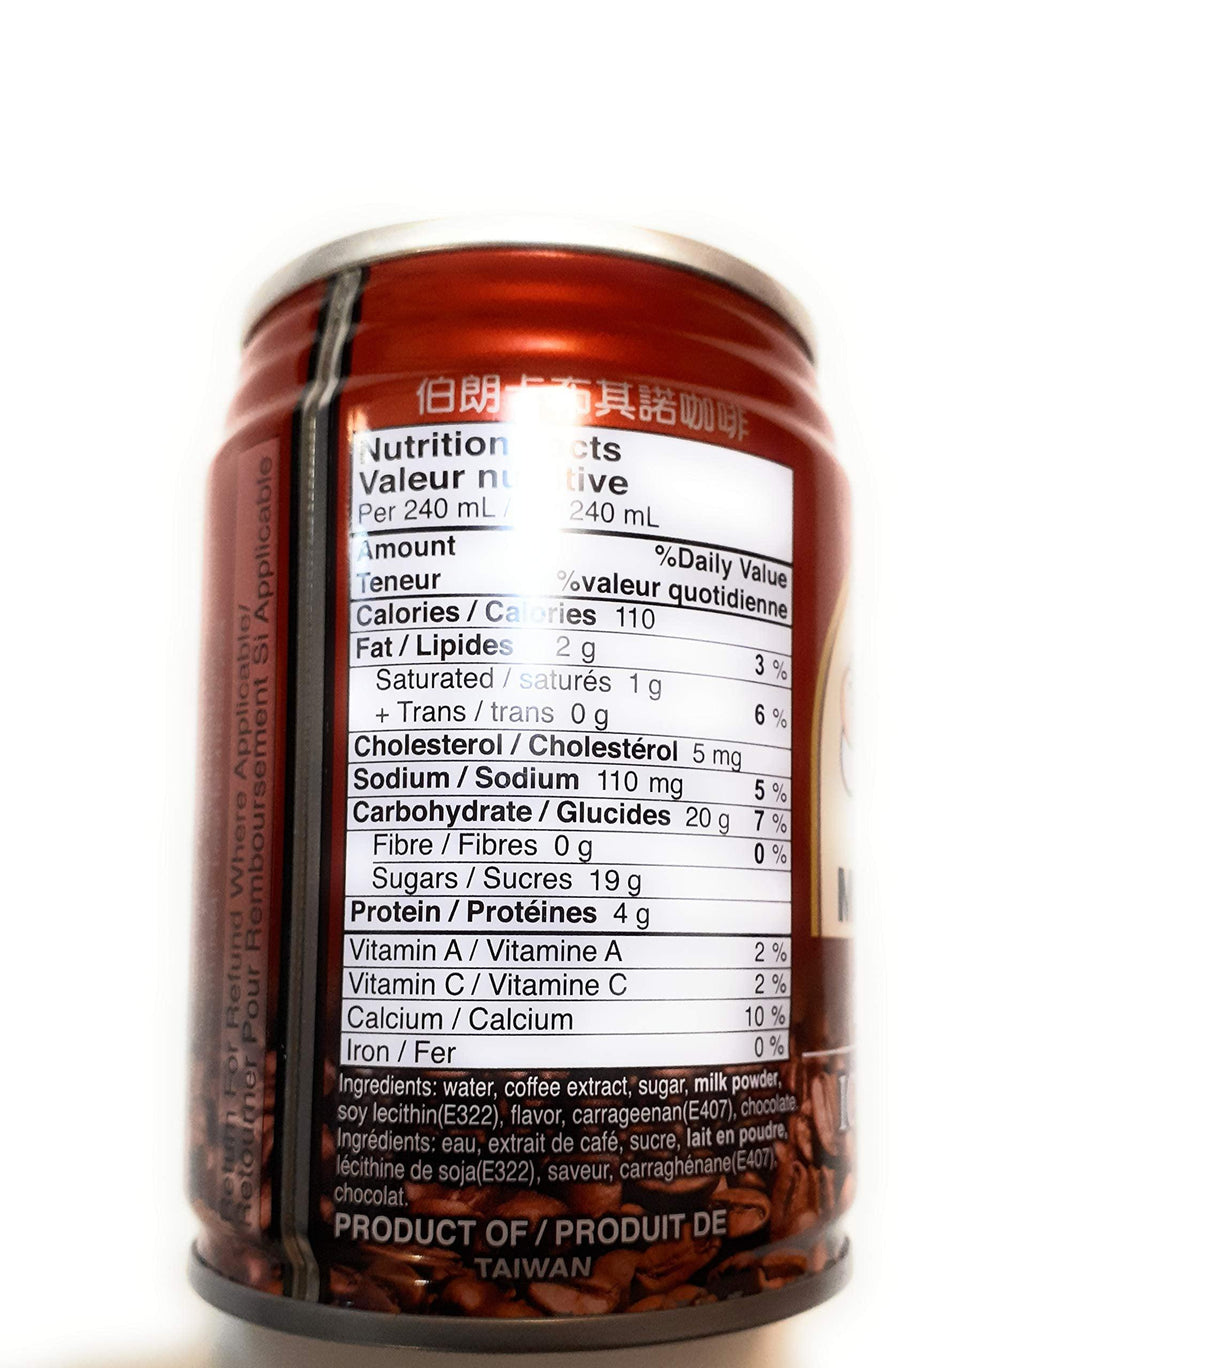 伯朗卡布其諾咖啡
Nutrition
Valeur
Per 240 mL / 240 mL
Amount
%Daily Value
Teneur
%valeur quotidienne
Calories / Calories 110
Fat / Lipides 2 g 3 %
Saturated / saturés 1 g
+ Trans / trans 0 g 6 %
Cholesterol / Cholestérol 5 mg
Sodium / Sodium 110 mg 5 %
Carbohydrate / Glucides 20 g 7 %
Fibre / Fibres 0 g 0 %
Sugars / Sucres 19 g
Protein / Protéines 4 g
Vitamin A / Vitamine A 2 %
Vitamin C / Vitamine C 2 %
Calcium / Calcium 10 %
Iron / Fer 0 %
Ingredients: water, coffee extract, sugar, milk powder,
soy lecithin(E322), flavor, carrageenan(E407), chocolate.
Ingrédients: eau, extrait de café, sucre, lait en poudre,
lécithine de soja(E322), saveur, carraghénane(E407),
chocolat.
PRODUCT OF / PRODUIT DE
TAIWAN
Return For Refund Where Applicable/
Retourner Pour Remboursement Si Applicable